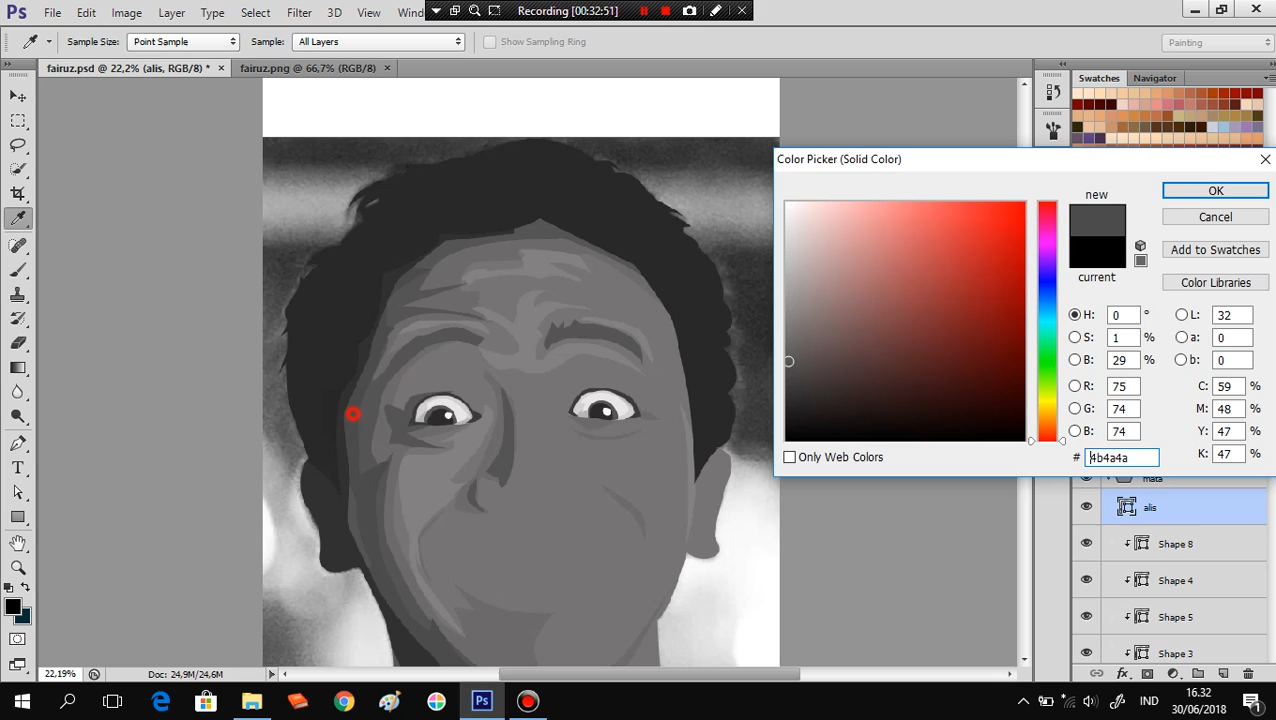 Ps File Edit Image Layer Type Select Filter 3D View Wind
Recording [00:32:51]
Sample Size: Point Sample Sample: All Layers Show Sampling Ring Painting
fairuz.psd @ 22,2% (alis, RGB/8) * × fairuz.png @ 66,7% (RGB/8) ×
Swatches Navigator
Color Picker (Solid Color)
new
current
OK
Cancel
Add to Swatches
Color Libraries
H: 0 °
S: 1 %
B: 29 %
R: 75
G: 74
B: 74
L: 32
a: 0
b: 0
C: 59 %
M: 48 %
Y: 47 %
K: 47 %
# 4b4a4a
Only Web Colors
mata
alis
Shape 8
Shape 4
Shape 5
Shape 3
22,19% Doc: 24,9M/24,6M
fx
T
Ps
IND
16.32
30/06/2018
1